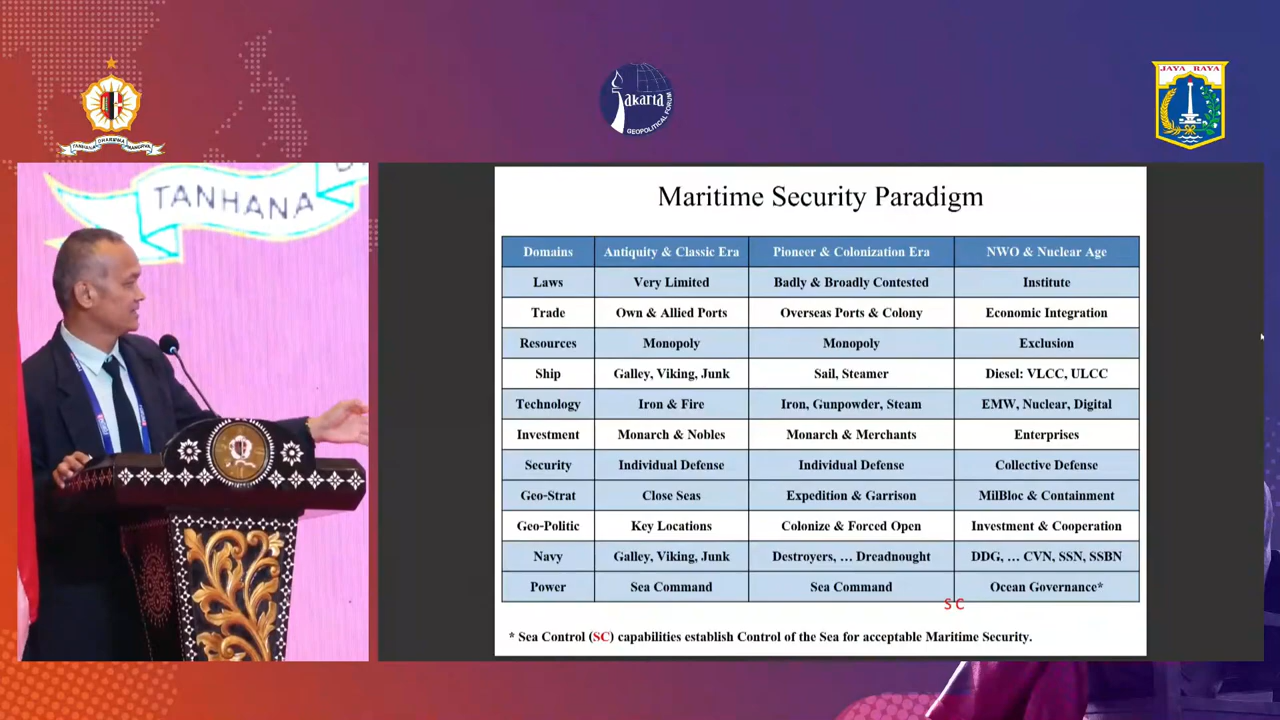 TANHANA DHARMMA MANGRVA
Jakarta
GEOPOLITICAL FORUM
JAYA RAYA
TANHANA
Maritime Security Paradigm
Domains Antiquity & Classic Era Pioneer & Colonization Era NWO & Nuclear Age
Laws Very Limited Badly & Broadly Contested Institute
Trade Own & Allied Ports Overseas Ports & Colony Economic Integration
Resources Monopoly Monopoly Exclusion
Ship Galley, Viking, Junk Sail, Steamer Diesel: VLCC, ULCC
Technology Iron & Fire Iron, Gunpowder, Steam EMW, Nuclear, Digital
Investment Monarch & Nobles Monarch & Merchants Enterprises
Security Individual Defense Individual Defense Collective Defense
Geo-Strat Close Seas Expedition & Garrison MilBloc & Containment
Geo-Politic Key Locations Colonize & Forced Open Investment & Cooperation
Navy Galley, Viking, Junk Destroyers, … Dreadnought DDG, … CVN, SSN, SSBN
Power Sea Command Sea Command Ocean Governance*
S C
* Sea Control (SC) capabilities establish Control of the Sea for acceptable Maritime Security.